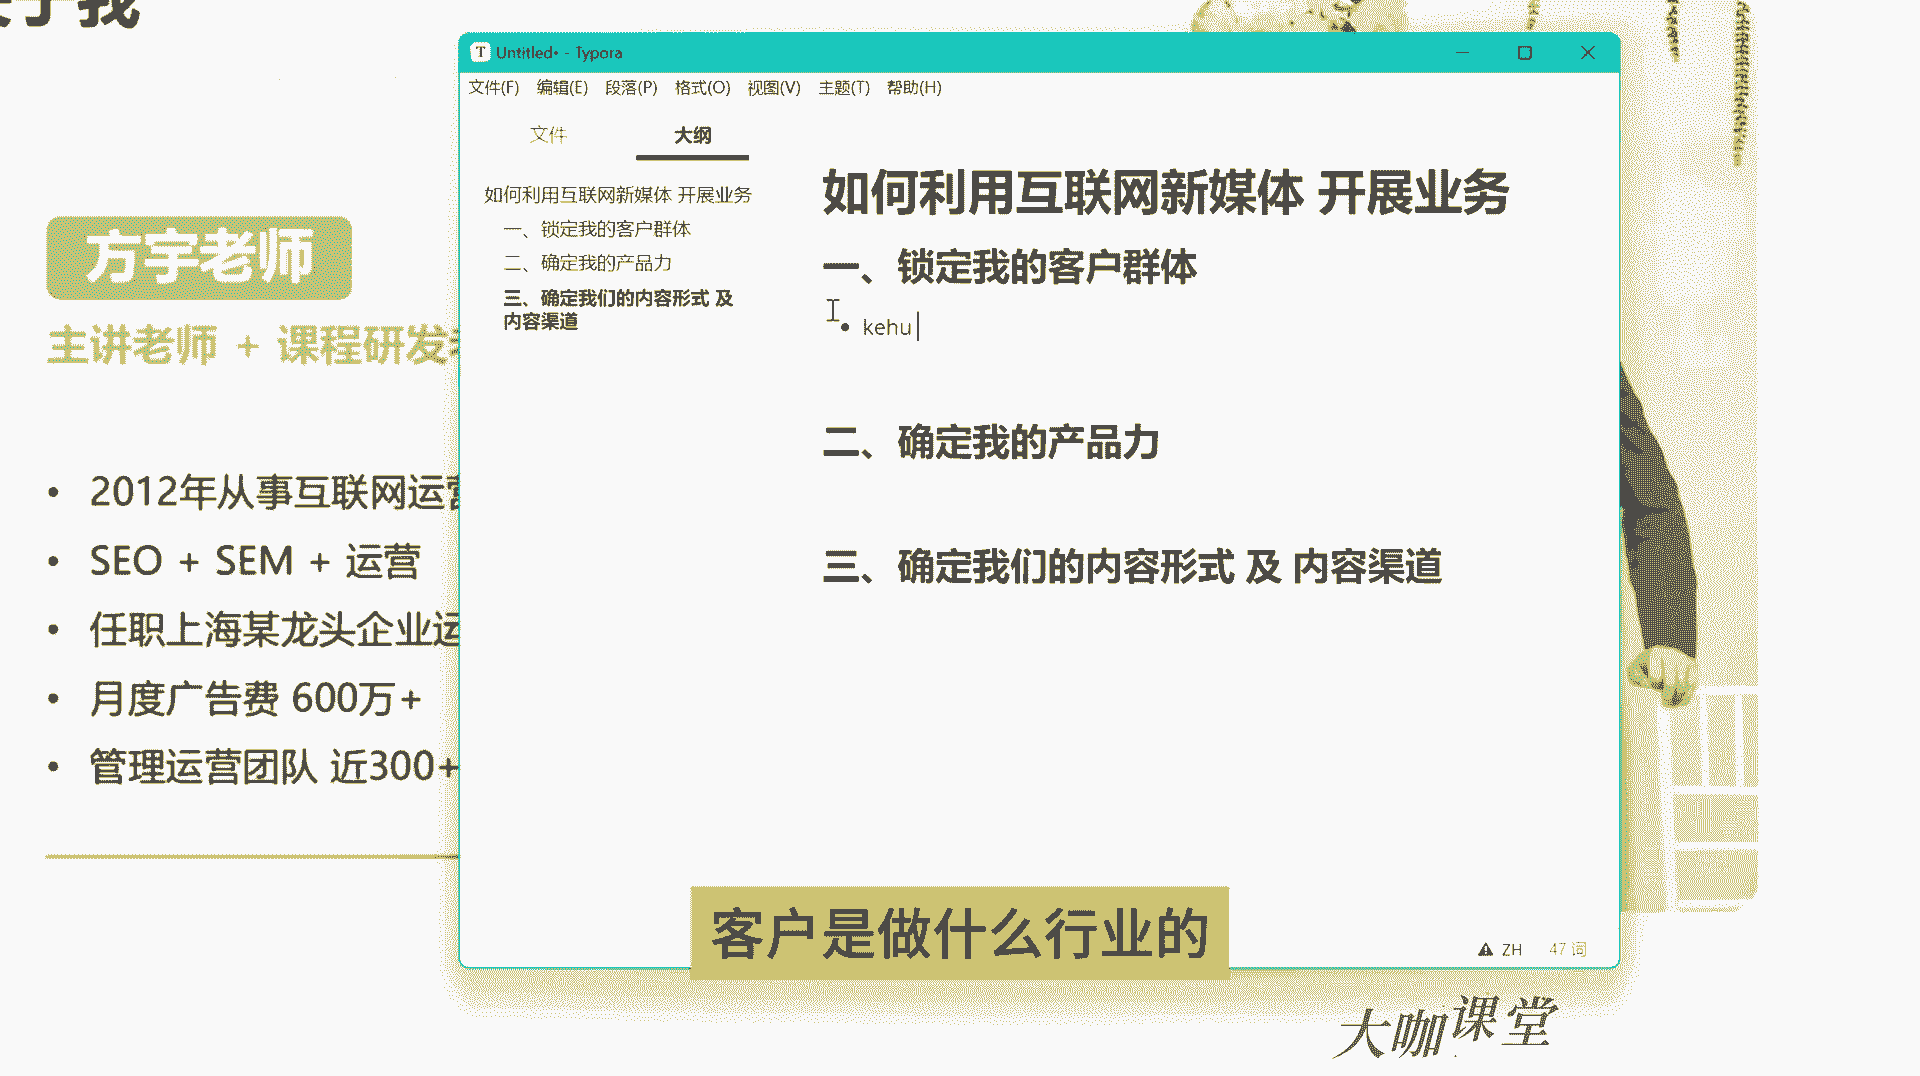 我
方宇老师
主讲老师 + 课程研发
• 2012年从事互联网运营
• SEO + SEM + 运营
• 任职上海某龙头企业运
• 月度广告费 600万+
• 管理运营团队 近300+
T Untitled• - Typora
文件(F) 编辑(E) 段落(P) 格式(O) 视图(V) 主题(T) 帮助(H)
文件 大纲
如何利用互联网新媒体 开展业务
一、锁定我的客户群体
二、确定我的产品力
三、确定我们的内容形式 及
内容渠道
如何利用互联网新媒体 开展业务
一、锁定我的客户群体
• kehu
二、确定我的产品力
三、确定我们的内容形式 及 内容渠道
ZH 47 词
客户是做什么行业的
大咖课堂